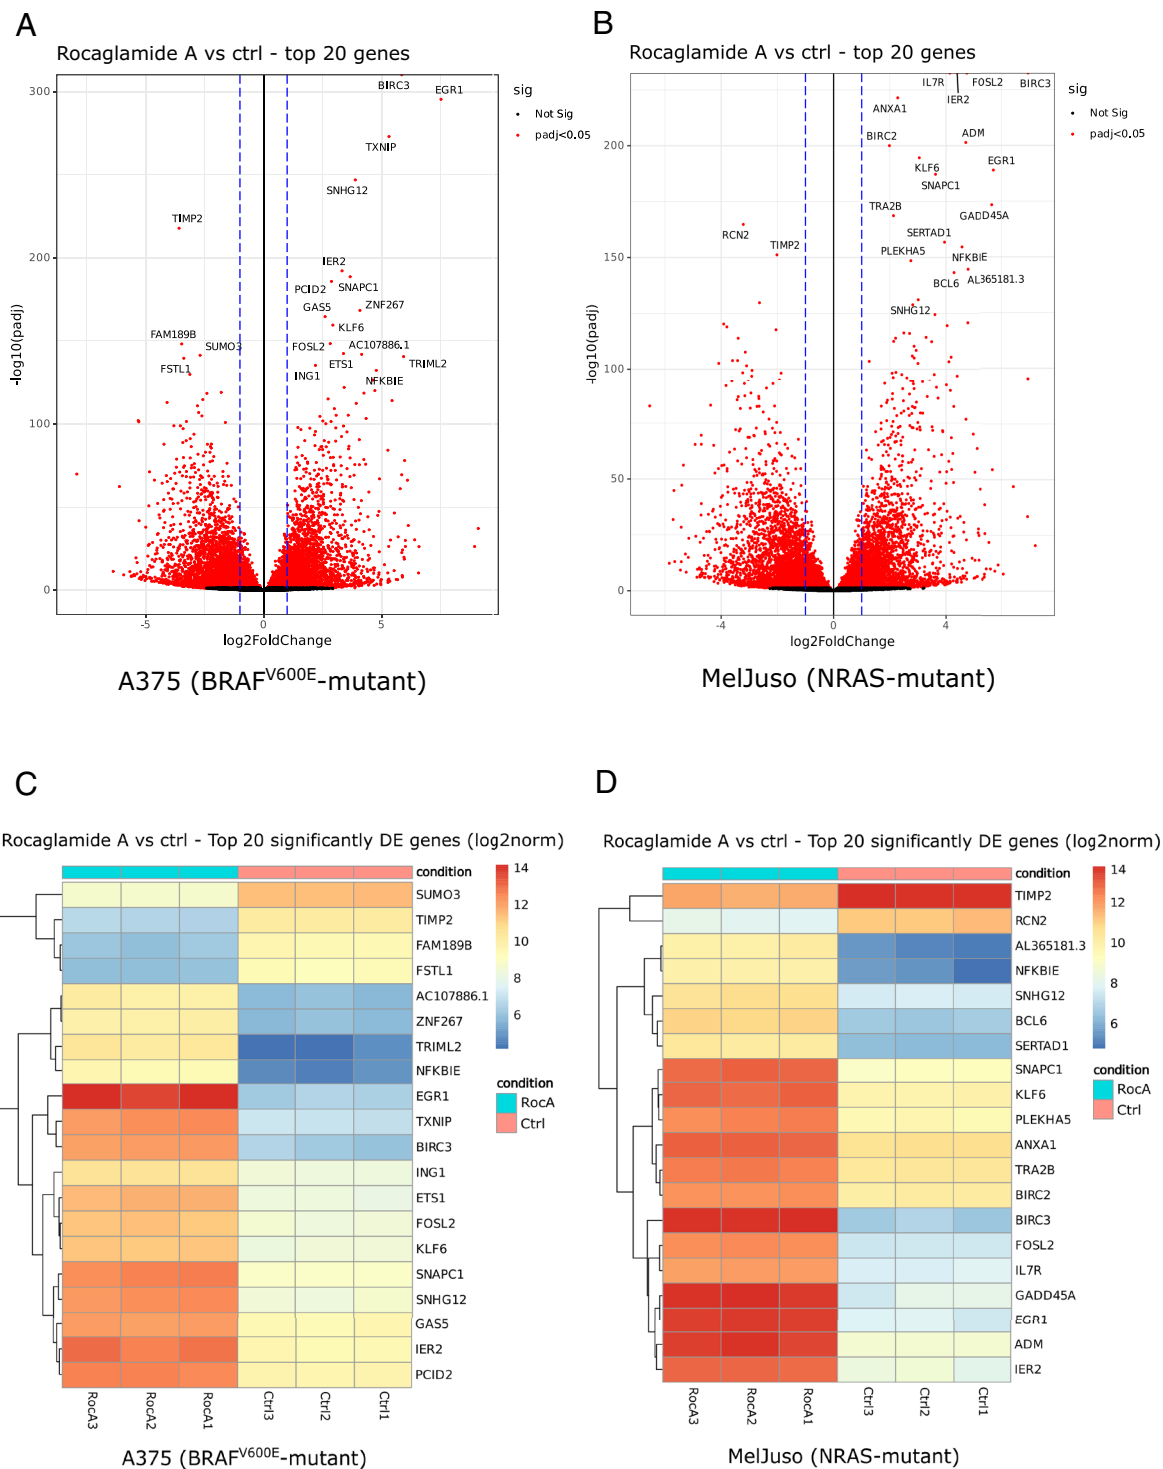 A
Rocaglamide A vs ctrl - top 20 genes
BIRC3
EGR1
TXNIP
SNHG12
TIMP2
IER2
PCID2
SNAPC1
GAS5
ZNF267
KLF6
FAM189B
SUMO3
FOSL2
AC107886.1
FSTL1
ETS1
TRIML2
ING1
NFKBIE
300
200
100
0
-log10(padj)
-5
0
5
log2FoldChange
sig
Not Sig
padj<0.05
A375 (BRAFV600E-mutant)
B
Rocaglamide A vs ctrl - top 20 genes
IL7R
FOSL2
BIRC3
IER2
ANXA1
BIRC2
ADM
KLF6
EGR1
SNAPC1
TRA2B
GADD45A
RCN2
TIMP2
SERTAD1
PLEKHA5
NFKBIE
BCL6
AL365181.3
SNHG12
200
150
100
50
0
-log10(padj)
-4
0
4
log2FoldChange
sig
Not Sig
padj<0.05
MelJuso (NRAS-mutant)
C
Rocaglamide A vs ctrl - Top 20 significantly DE genes (log2norm)
condition
SUMO3
TIMP2
FAM189B
FSTL1
AC107886.1
ZNF267
TRIML2
NFKBIE
EGR1
TXNIP
BIRC3
ING1
ETS1
FOSL2
KLF6
SNAPC1
SNHG12
GAS5
IER2
PCID2
RocA3
RocA2
RocA1
Ctrl3
Ctrl2
Ctrl1
14
12
10
8
6
condition
RocA
Ctrl
A375 (BRAFV600E-mutant)
D
Rocaglamide A vs ctrl - Top 20 significantly DE genes (log2norm)
condition
TIMP2
RCN2
AL365181.3
NFKBIE
SNHG12
BCL6
SERTAD1
SNAPC1
KLF6
PLEKHA5
ANXA1
TRA2B
BIRC2
BIRC3
FOSL2
IL7R
GADD45A
EGR1
ADM
IER2
RocA3
RocA2
RocA1
Ctrl3
Ctrl2
Ctrl1
14
12
10
8
6
condition
RocA
Ctrl
MelJuso (NRAS-mutant)